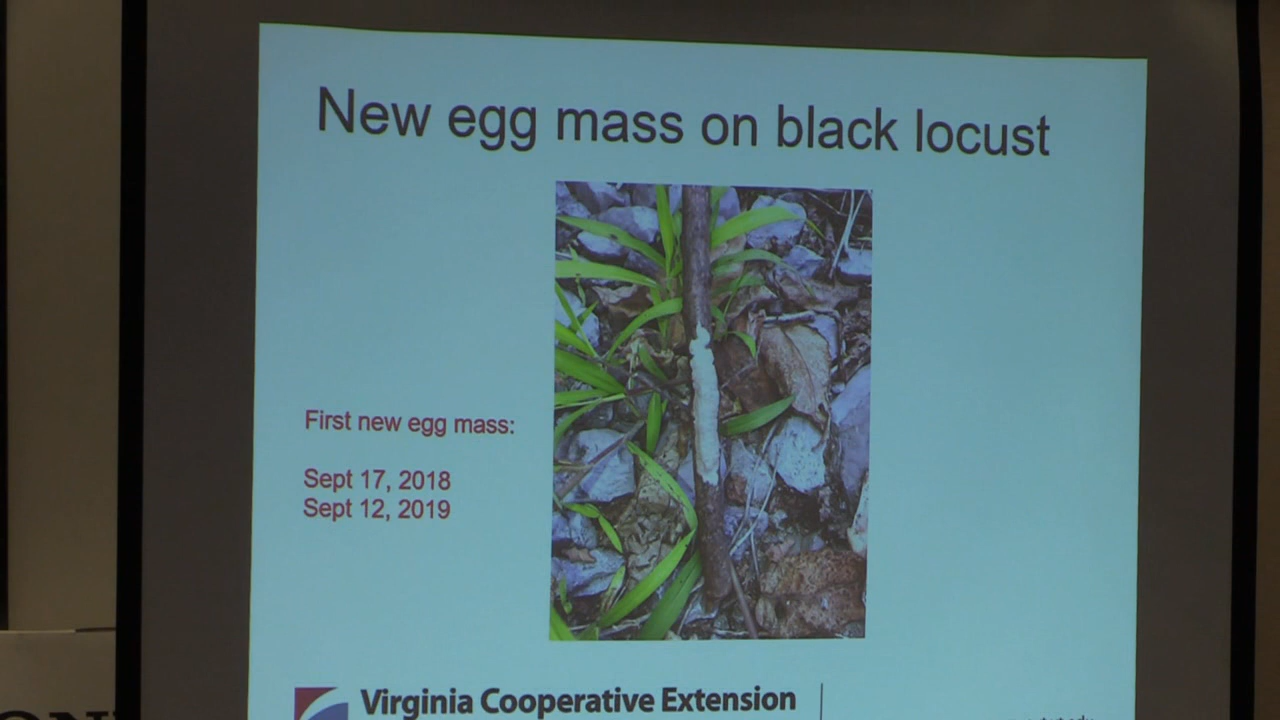 New egg mass on black locust
First new egg mass:
Sept 17, 2018
Sept 12, 2019
Virginia Cooperative Extension